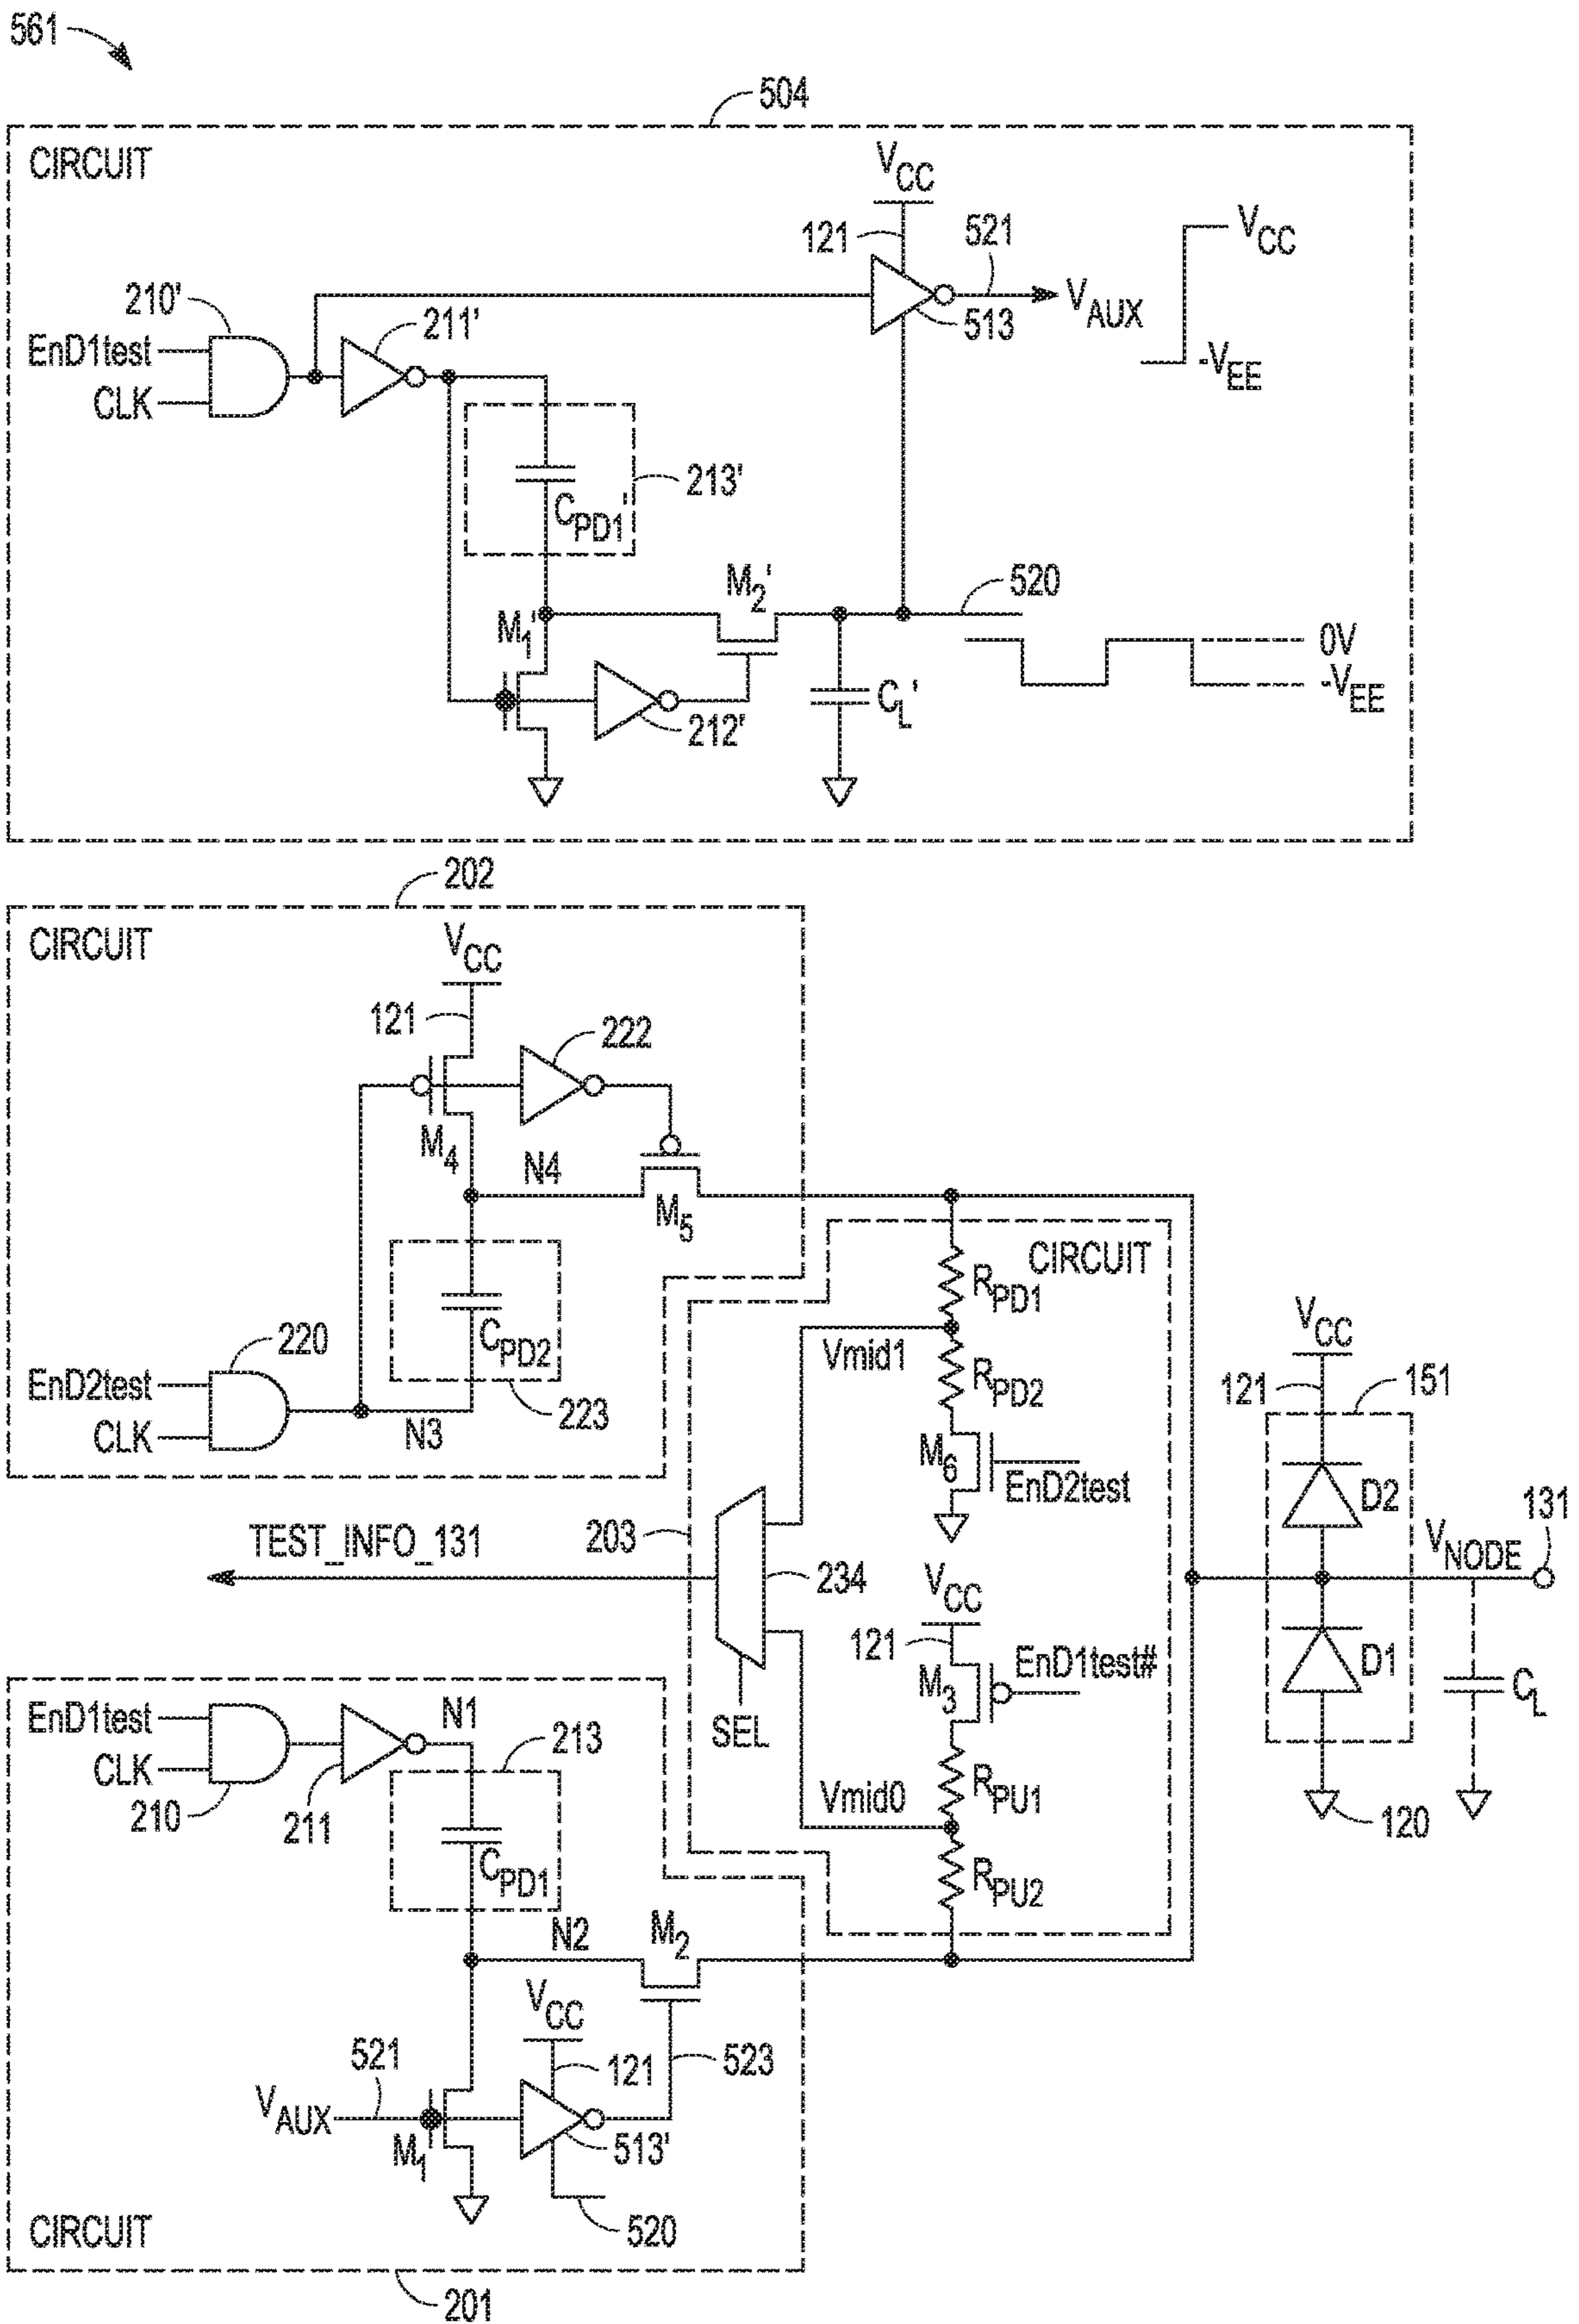 561
504
CIRCUIT
VCC
121
521
VCC
VAUX
513
-VEE
210'
EnD1test
CLK
211'
213'
CPD1'
M2'
520
M1'
0V
-VEE
212'
CL'
202
CIRCUIT
VCC
121
222
M4
N4
M5
CIRCUIT
RPD1
CPD2
Vmid1
RPD2
220
EnD2test
CLK
N3
223
M6
EnD2test
VCC
121
151
D2
131
VNODE
TEST_INFO_131
203
234
VCC
121
EnD1test#
M3
D1
CL
SEL
EnD1test
CLK
210
211
N1
213
CPD1
Vmid0
RPU1
RPU2
120
N2
M2
VCC
121
523
521
VAUX
M1
513'
520
CIRCUIT
201